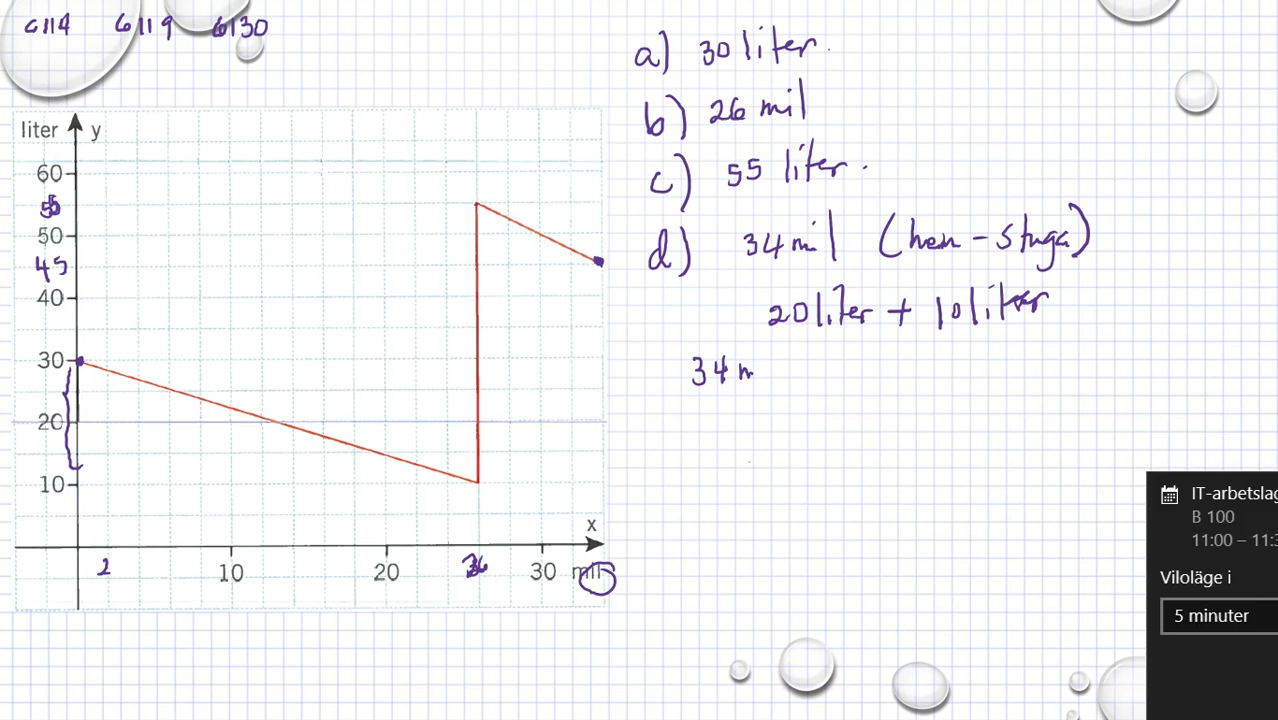 6114 6119 6130
liter y
60
55
50
45
40
30
20
10
x
2 10 20 26 30 mil
a) 30 liter.
b) 26 mil
c) 55 liter.
d) 34 mil (hem - stuga)
20 liter + 10 liter
34 m
IT-arbetslag
B 100
11:00 – 11:3
Viloläge i
5 minuter